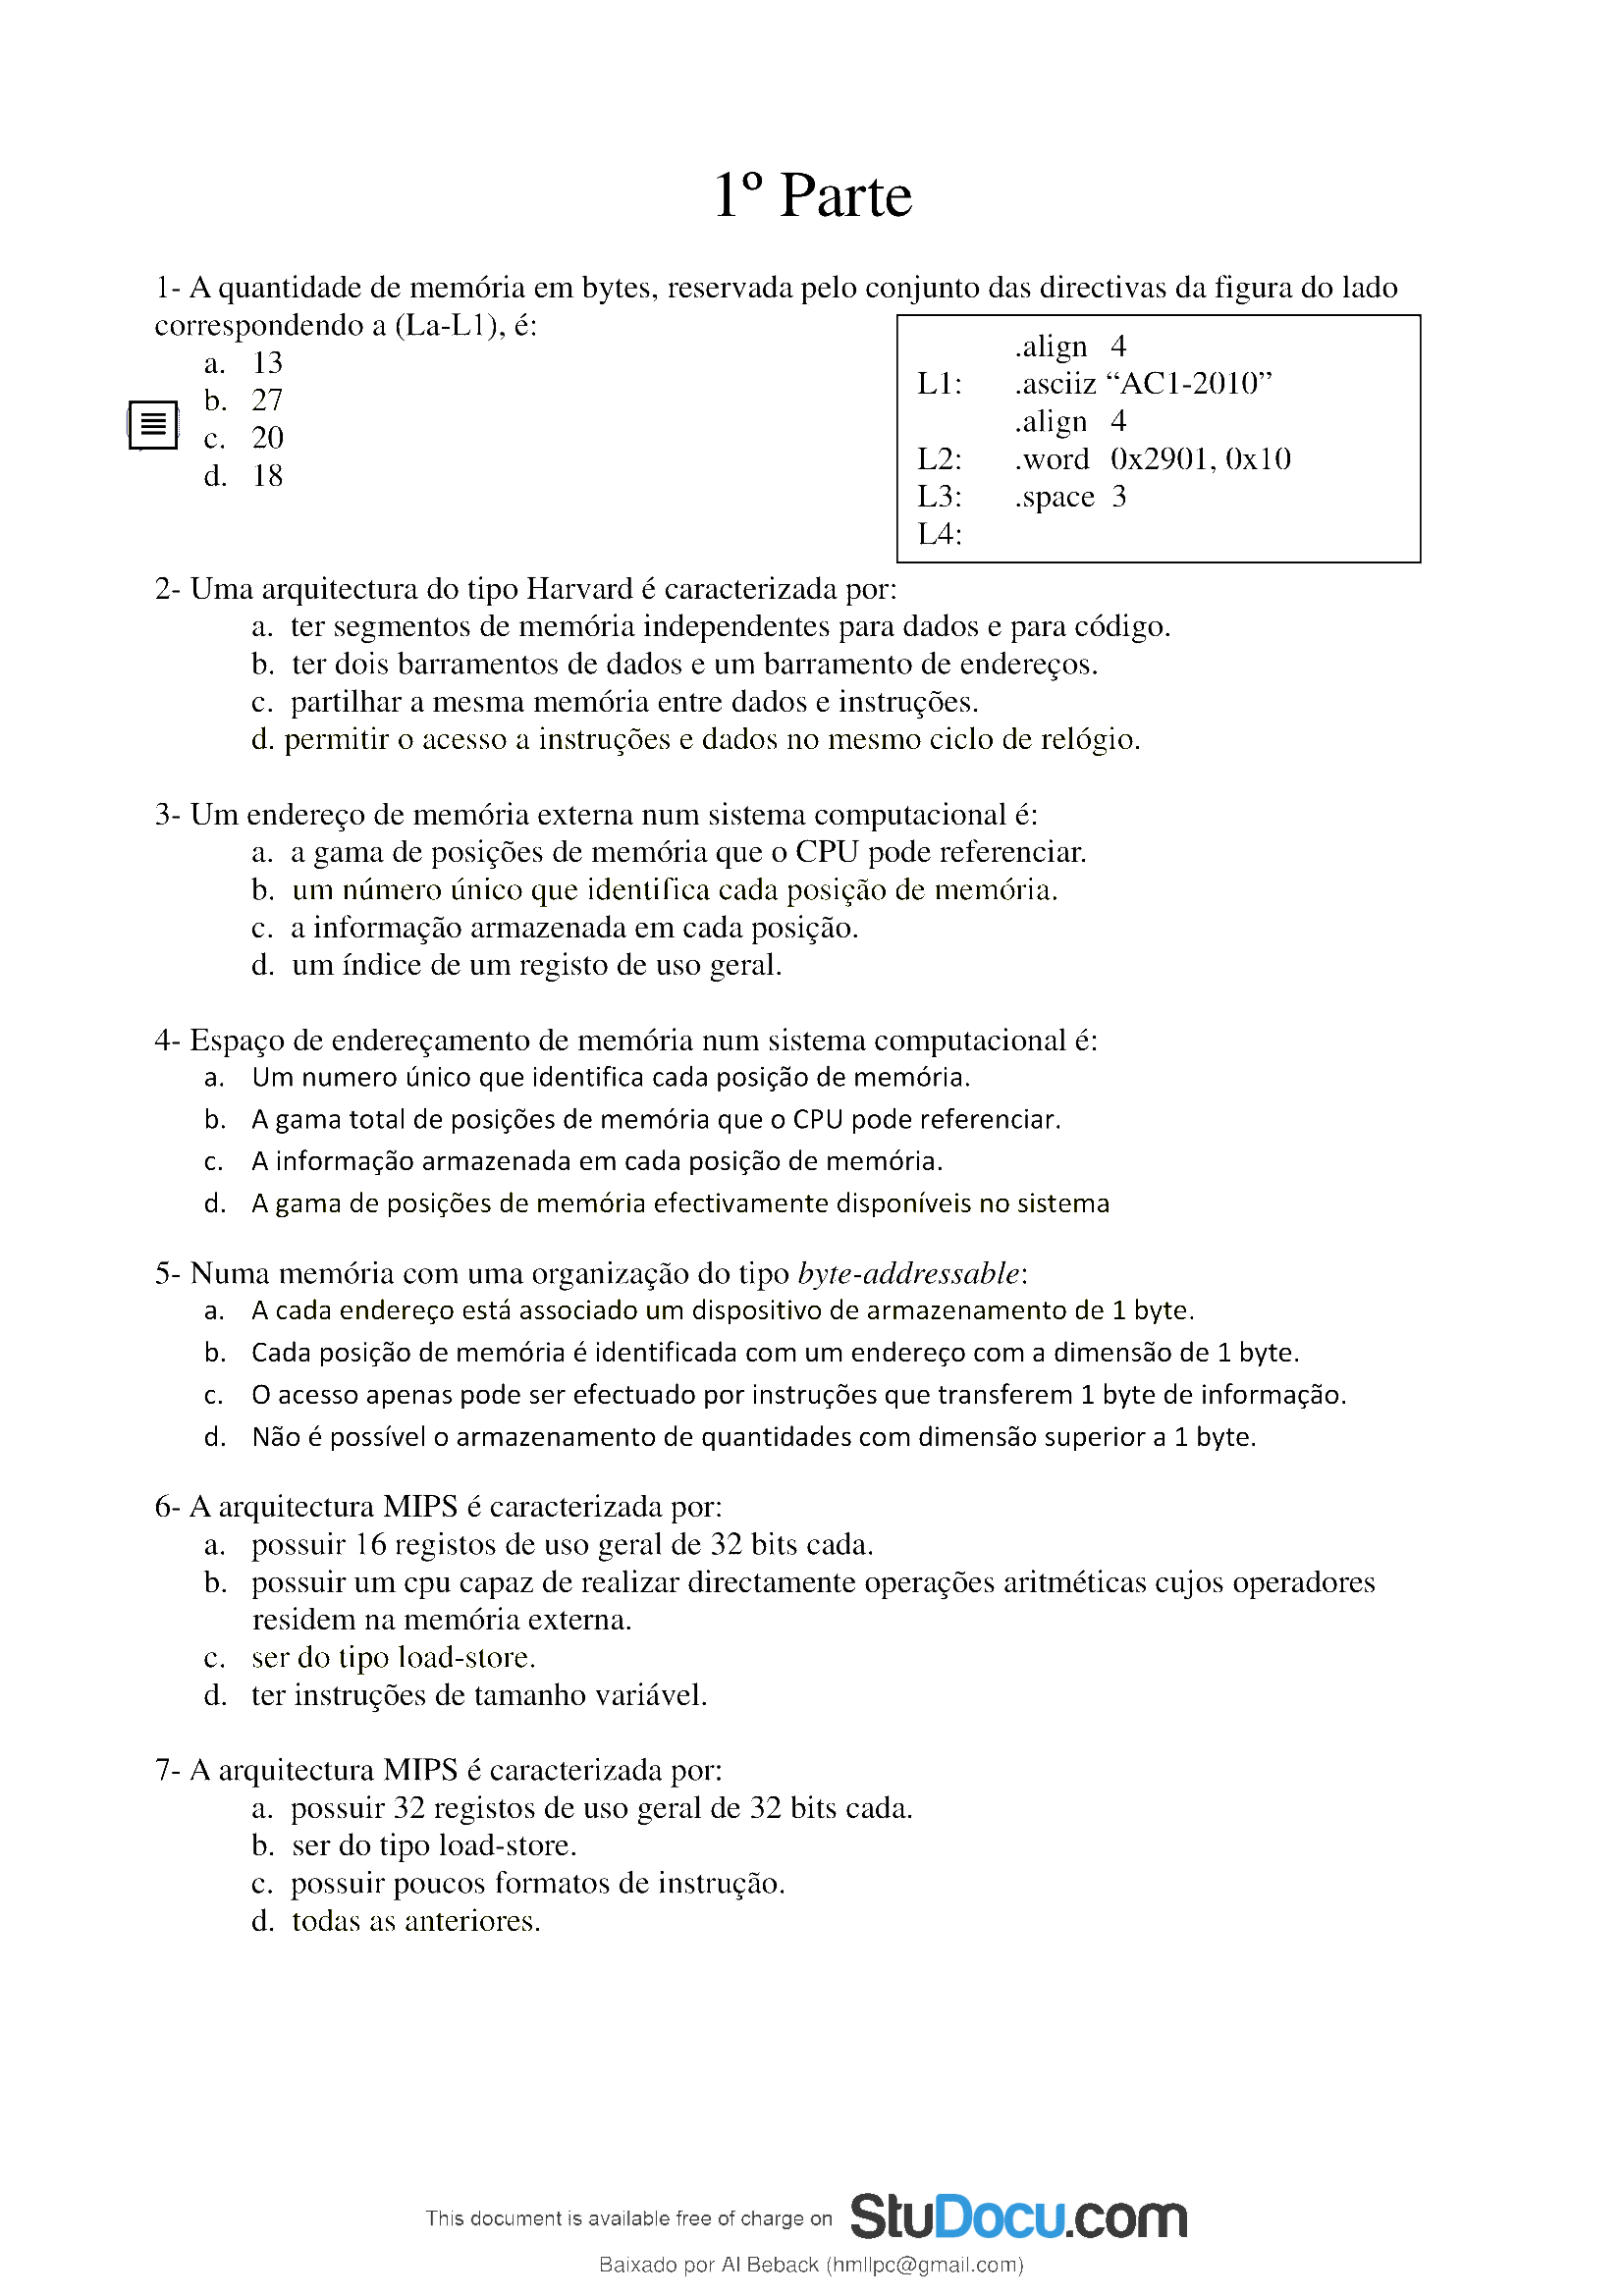 1º Parte
1- A quantidade de memória em bytes, reservada pelo conjunto das directivas da figura do lado
correspondendo a (La-L1), é:
a. 13
b. 27
c. 20
d. 18
.align 4
L1: .asciiz “AC1-2010”
.align 4
L2: .word 0x2901, 0x10
L3: .space 3
L4:
2- Uma arquitectura do tipo Harvard é caracterizada por:
a. ter segmentos de memória independentes para dados e para código.
b. ter dois barramentos de dados e um barramento de endereços.
c. partilhar a mesma memória entre dados e instruções.
d. permitir o acesso a instruções e dados no mesmo ciclo de relógio.
3- Um endereço de memória externa num sistema computacional é:
a. a gama de posições de memória que o CPU pode referenciar.
b. um número único que identifica cada posição de memória.
c. a informação armazenada em cada posição.
d. um índice de um registo de uso geral.
4- Espaço de endereçamento de memória num sistema computacional é:
a. Um numero único que identifica cada posição de memória.
b. A gama total de posições de memória que o CPU pode referenciar.
c. A informação armazenada em cada posição de memória.
d. A gama de posições de memória efectivamente disponíveis no sistema
5- Numa memória com uma organização do tipo byte-addressable:
a. A cada endereço está associado um dispositivo de armazenamento de 1 byte.
b. Cada posição de memória é identificada com um endereço com a dimensão de 1 byte.
c. O acesso apenas pode ser efectuado por instruções que transferem 1 byte de informação.
d. Não é possível o armazenamento de quantidades com dimensão superior a 1 byte.
6- A arquitectura MIPS é caracterizada por:
a. possuir 16 registos de uso geral de 32 bits cada.
b. possuir um cpu capaz de realizar directamente operações aritméticas cujos operadores
residem na memória externa.
c. ser do tipo load-store.
d. ter instruções de tamanho variável.
7- A arquitectura MIPS é caracterizada por:
a. possuir 32 registos de uso geral de 32 bits cada.
b. ser do tipo load-store.
c. possuir poucos formatos de instrução.
d. todas as anteriores.
This document is available free of charge on StuDocu.com
Baixado por Al Beback (hmllpc@gmail.com)